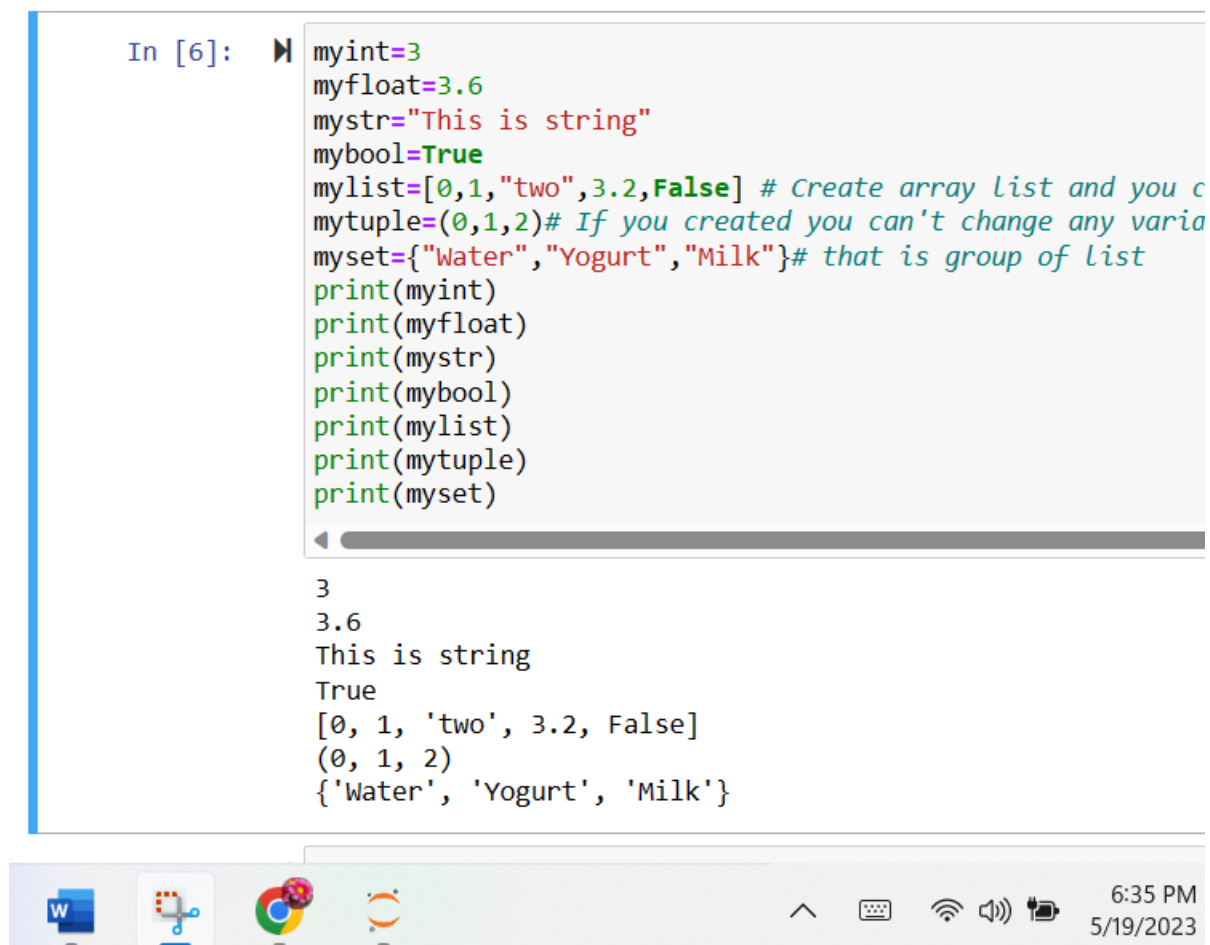 In [6]:
myint=3
myfloat=3.6
mystr="This is string"
mybool=True
mylist=[0,1,"two",3.2,False] # Create array list and you c
mytuple=(0,1,2)# If you created you can't change any varia
myset={"Water","Yogurt","Milk"}# that is group of list
print(myint)
print(myfloat)
print(mystr)
print(mybool)
print(mylist)
print(mytuple)
print(myset)
3
3.6
This is string
True
[0, 1, 'two', 3.2, False]
(0, 1, 2)
{'Water', 'Yogurt', 'Milk'}
W
6:35 PM
5/19/2023